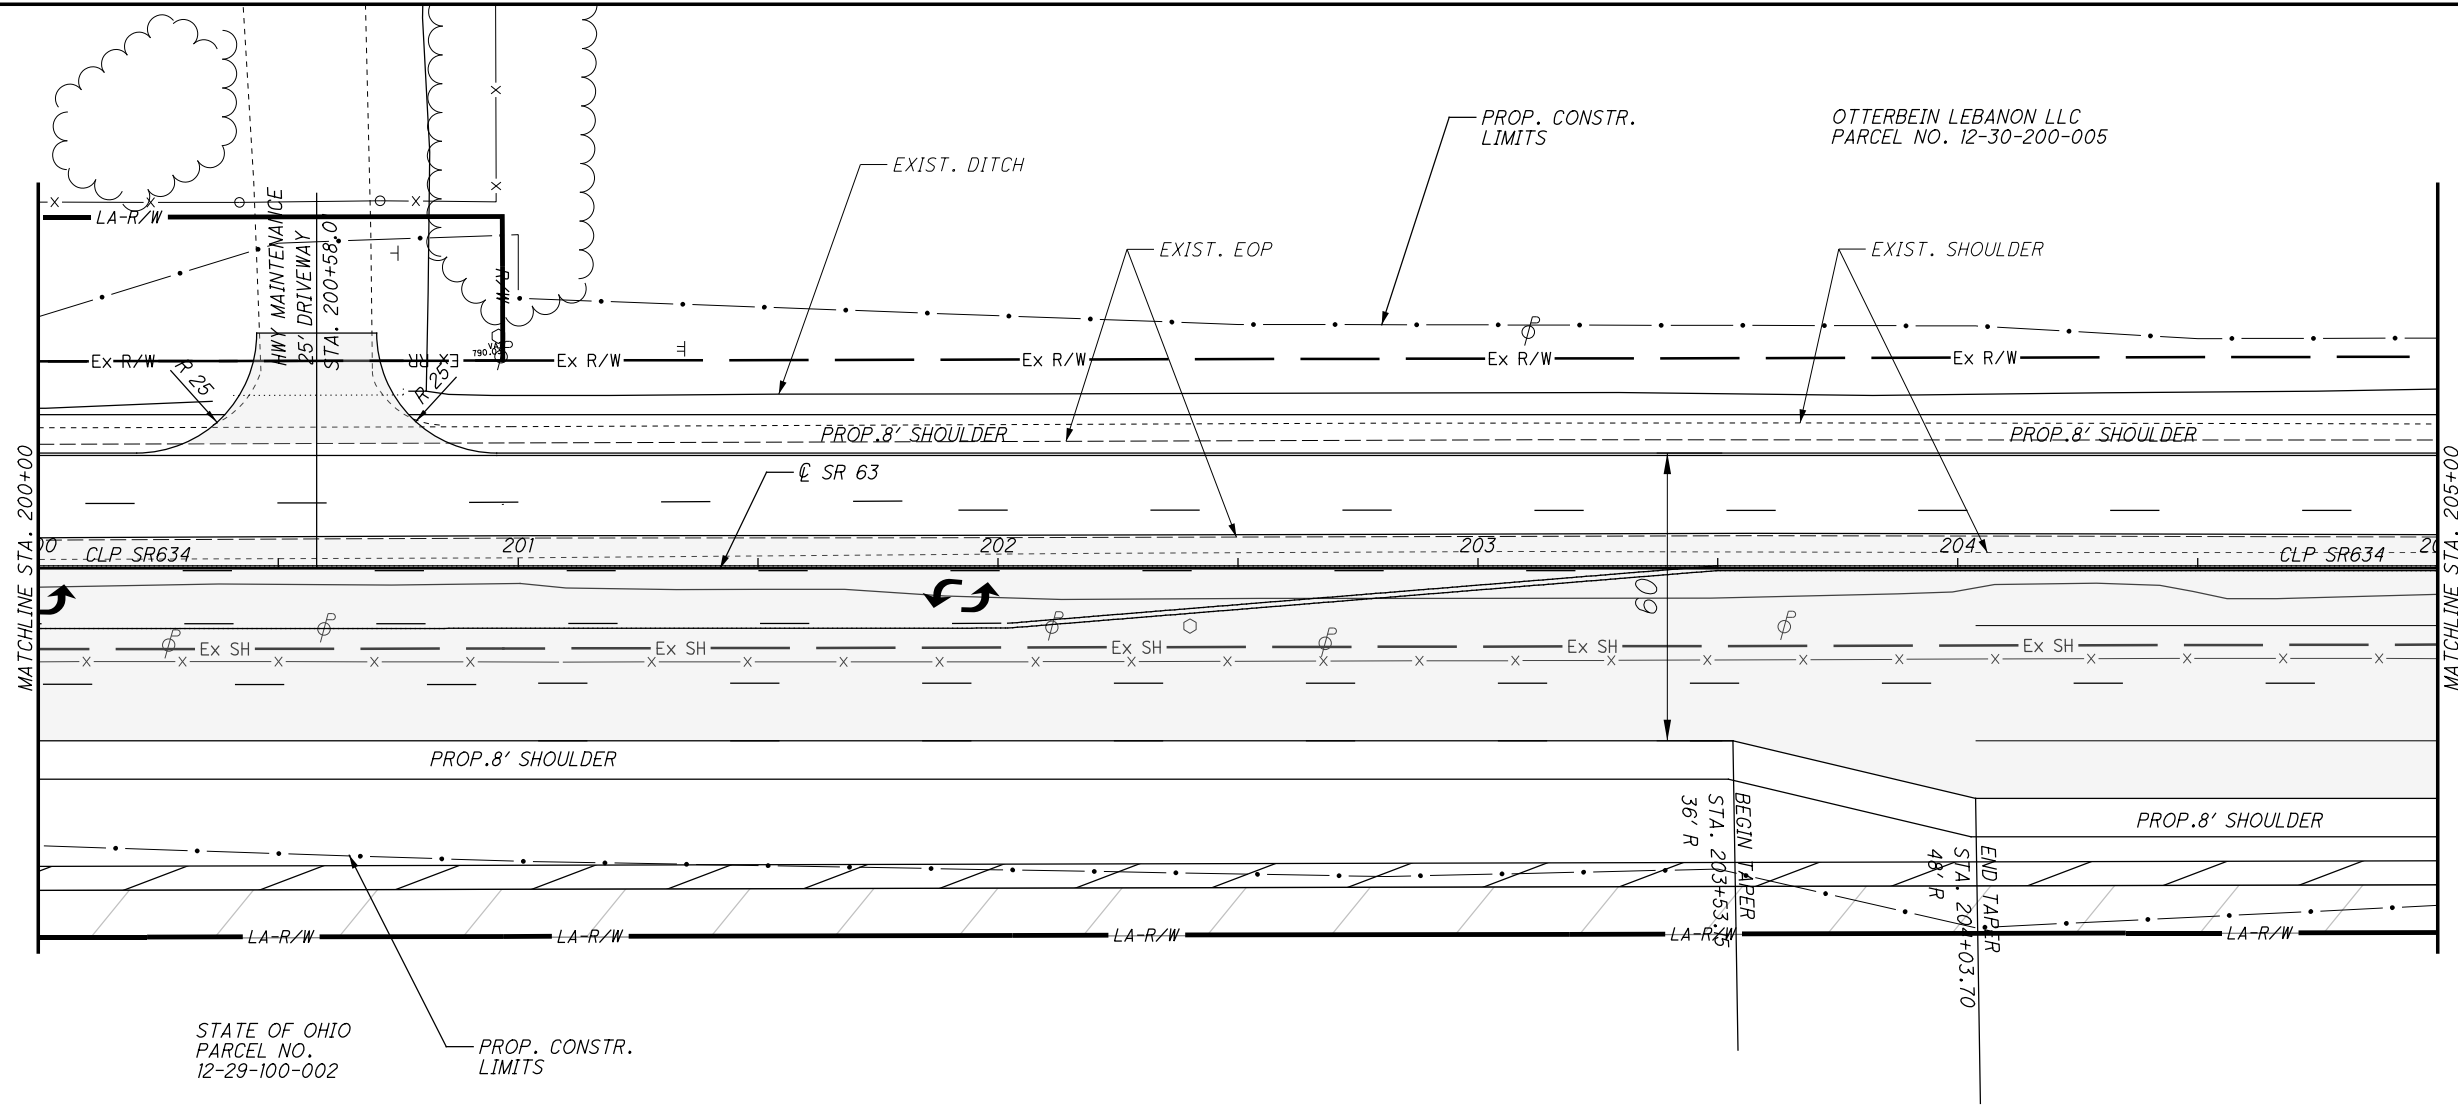 PROP. CONSTR.
LIMITS
OTTERBEIN LEBANON LLC
PARCEL NO. 12-30-200-005
EXIST. DITCH
EXIST. EOP
EXIST. SHOULDER
LA-R/W
HWY MAINTENANCE
25' DRIVEWAY
STA. 200+58.0
R/W
790.0
Ex R/W
EX RR
Ex R/W
Ex R/W
Ex R/W
Ex R/W
R 25
R 25
PROP.8' SHOULDER
PROP.8' SHOULDER
℄ SR 63
MATCHLINE STA. 200+00
MATCHLINE STA. 205+00
CLP SR634
201
202
203
204
CLP SR634
60
Ex SH
Ex SH
Ex SH
Ex SH
Ex SH
PROP.8' SHOULDER
BEGIN TAPER
STA. 203+53.15
36' R
PROP.8' SHOULDER
END TAPER
STA. 204+03.70
48' R
LA-R/W
LA-R/W
LA-R/W
LA-R/W
LA-R/W
STATE OF OHIO
PARCEL NO.
12-29-100-002
PROP. CONSTR.
LIMITS